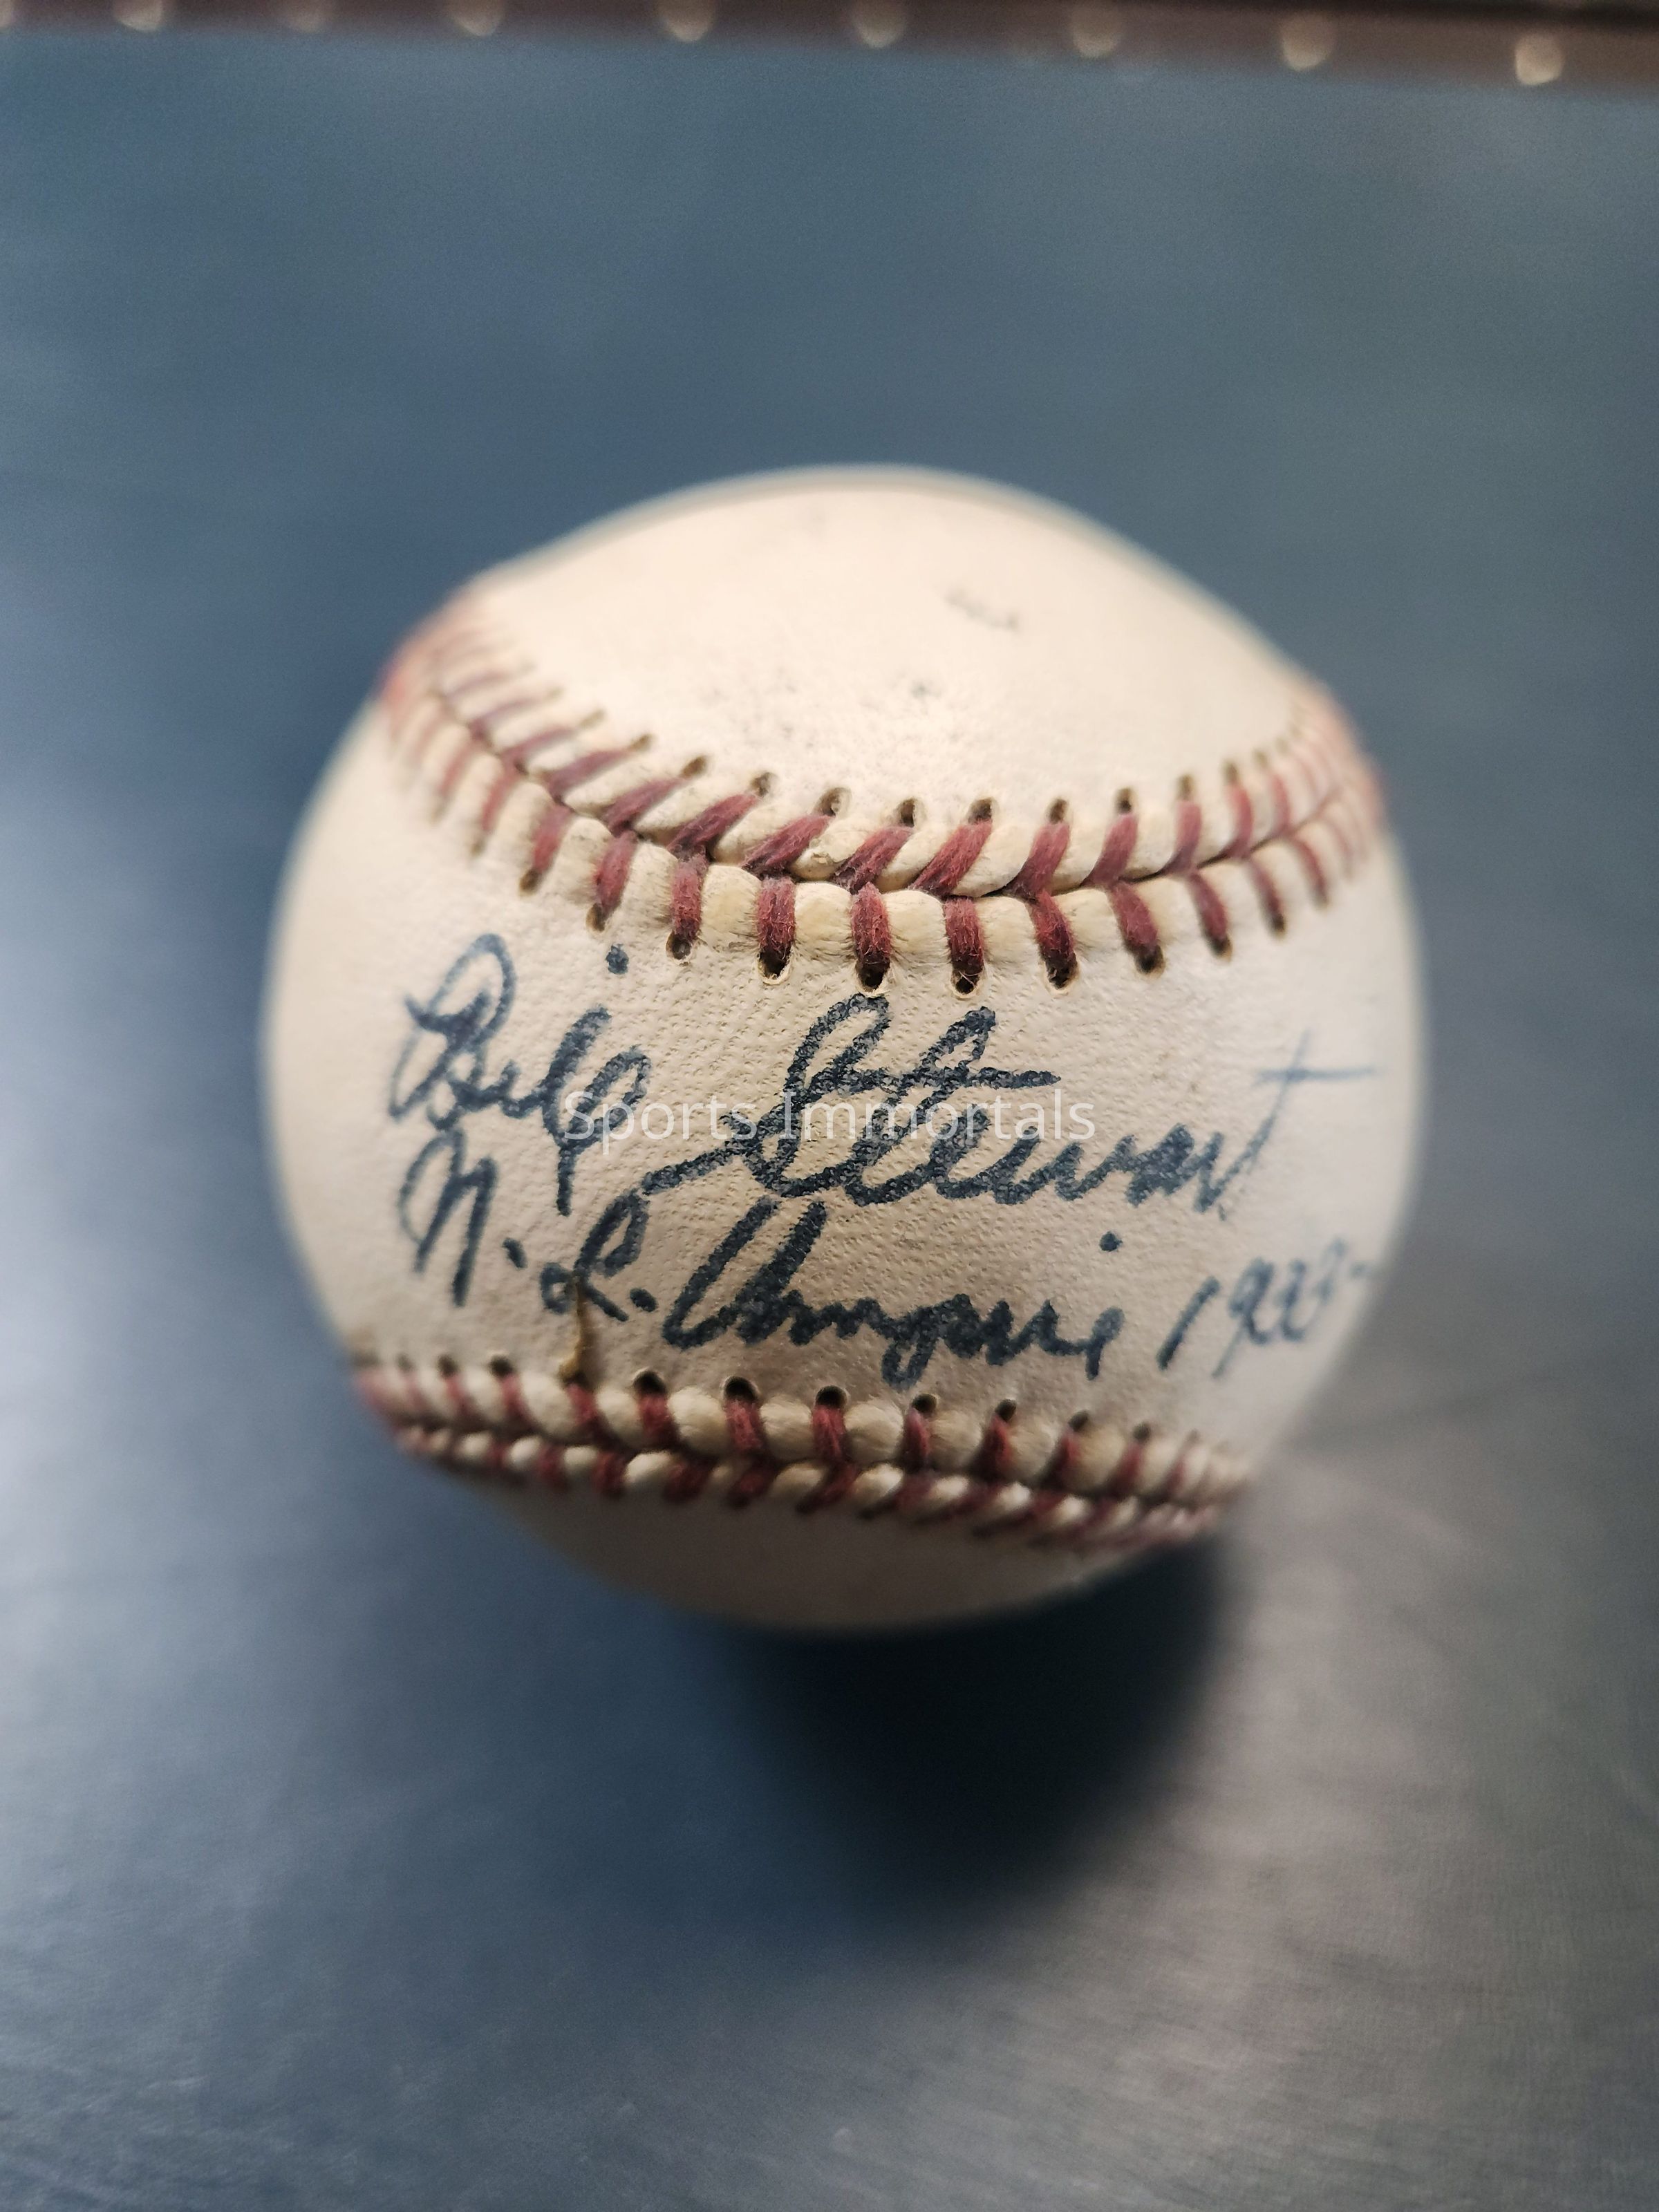 Bill Stewart
Sports Immortals
N. L. Umpire 1933-